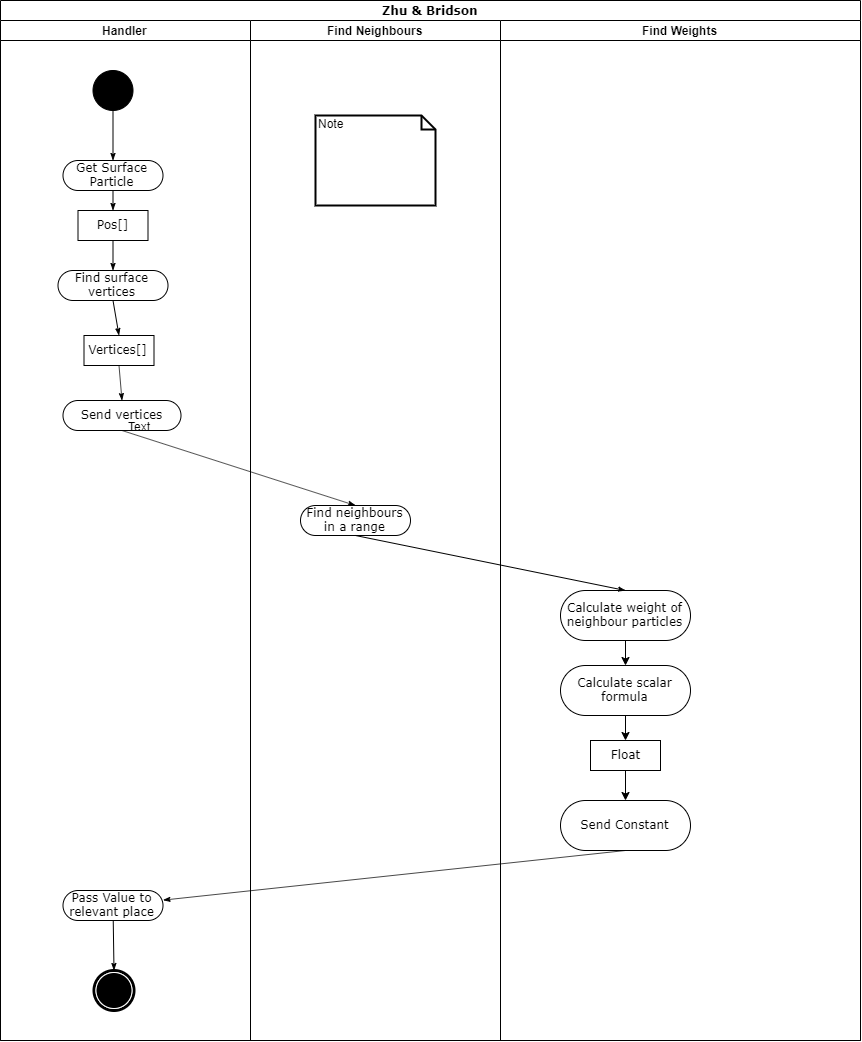 Zhu & Bridson
Handler
Find Neighbours
Find Weights
Note
Get Surface
Particle
Pos[]
Find surface
vertices
Vertices[]
Send vertices
Text
Find neighbours
in a range
Calculate weight of
neighbour particles
Calculate scalar
formula
Float
Send Constant
Pass Value to
relevant place